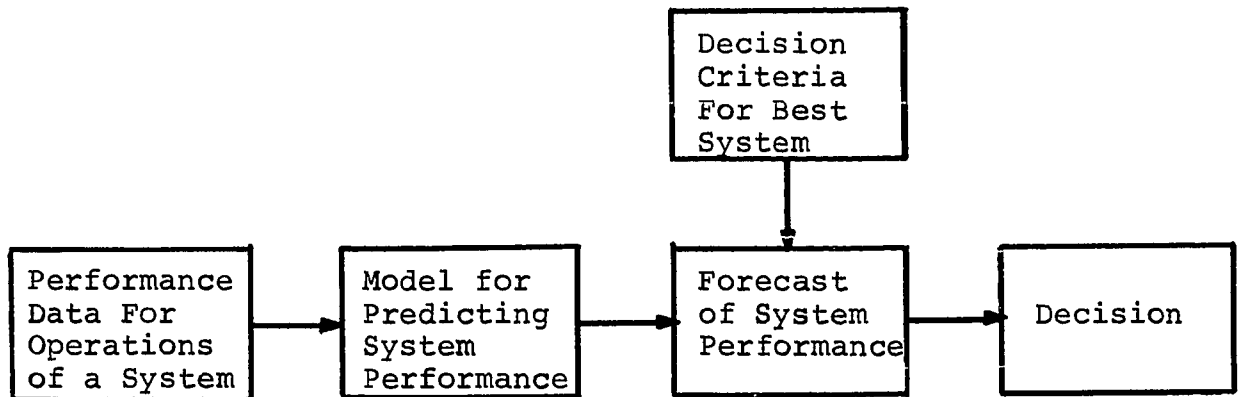 Decision
Criteria
For Best
System
Performance
Data For
Operations
of a System
Model for
Predicting
System
Performance
Forecast
of System
Performance
Decision